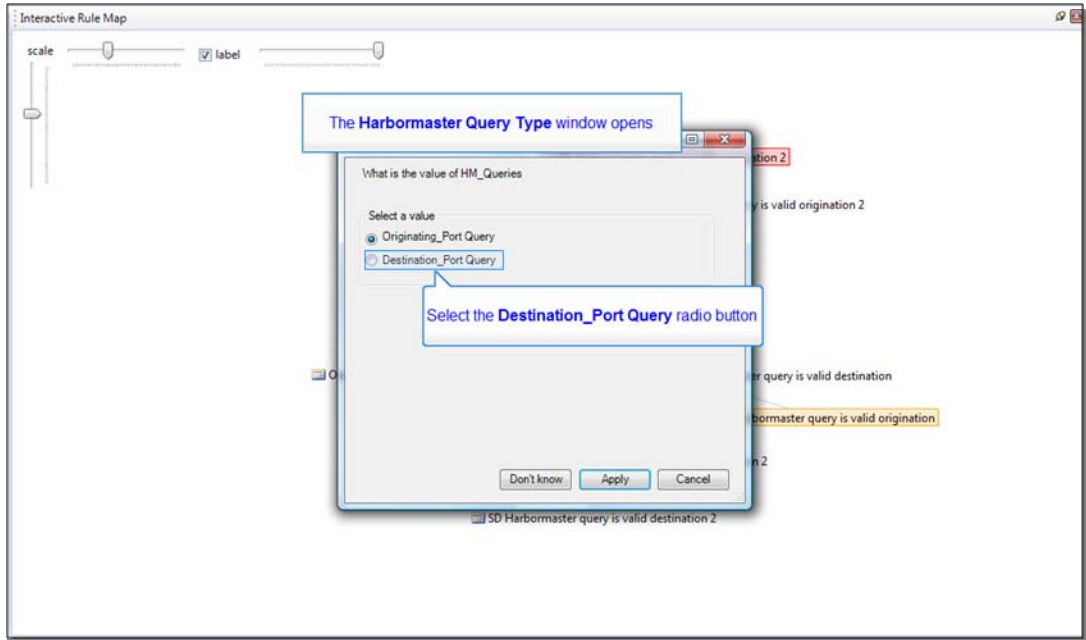 Interactive Rule Map
scale
label
The Harbormaster Query Type window opens
ation 2
What is the value of HM_Queries
y is valid origination 2
Select a value
Originating_Port Query
Destination_Port Query
Select the Destination_Port Query radio button
O
er query is valid destination
bormaster query is valid origination
n 2
Don't know
Apply
Cancel
SD Harbormaster query is valid destination 2